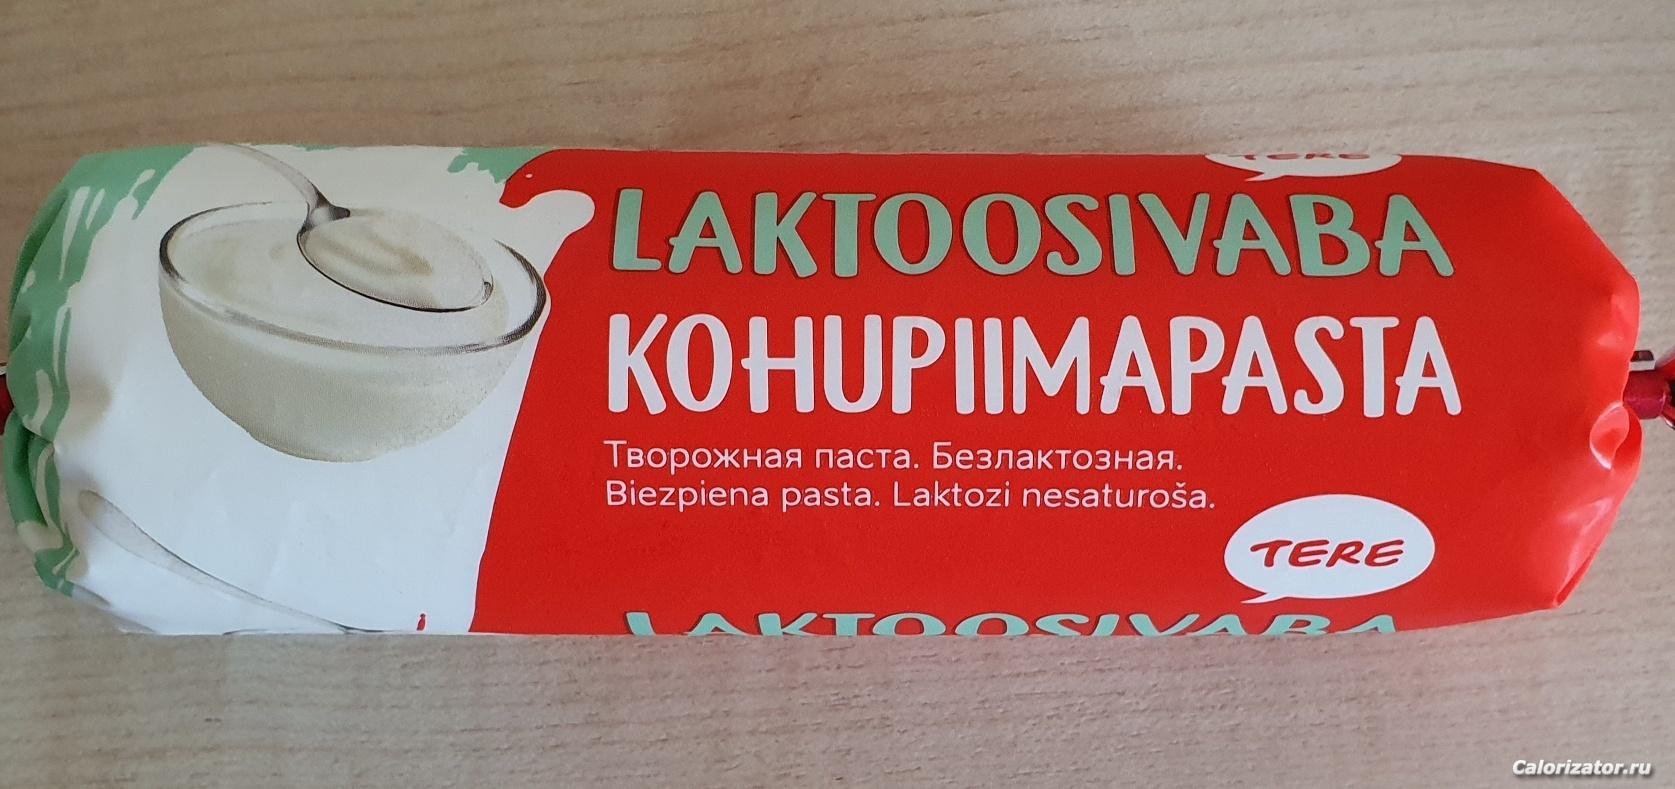 TERE
LAKTOOSIVABA
KOHUPIIMAPASTA
Творожная паста. Безлактозная.
Biezpiena pasta. Laktozi nesaturoša.
TERE
LAKTOOSIVABA
Calorizator.ru